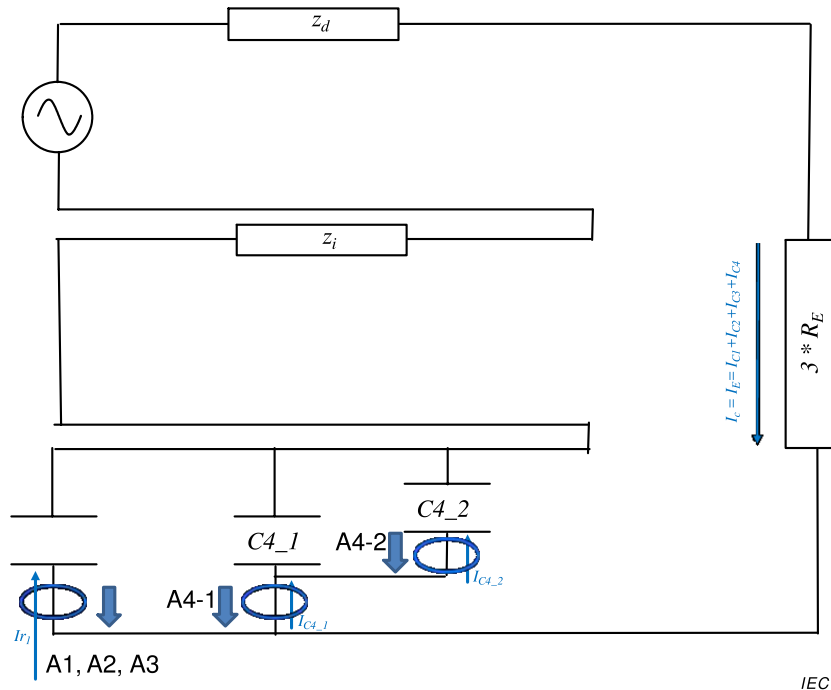 z_d
z_i
I_c = I_E = I_C1+I_C2+I_C3+I_C4
3 * R_E
C4_2
C4_1
A4-2
I_C4_2
A4-1
I_C4_1
Ir_1
A1, A2, A3
IEC